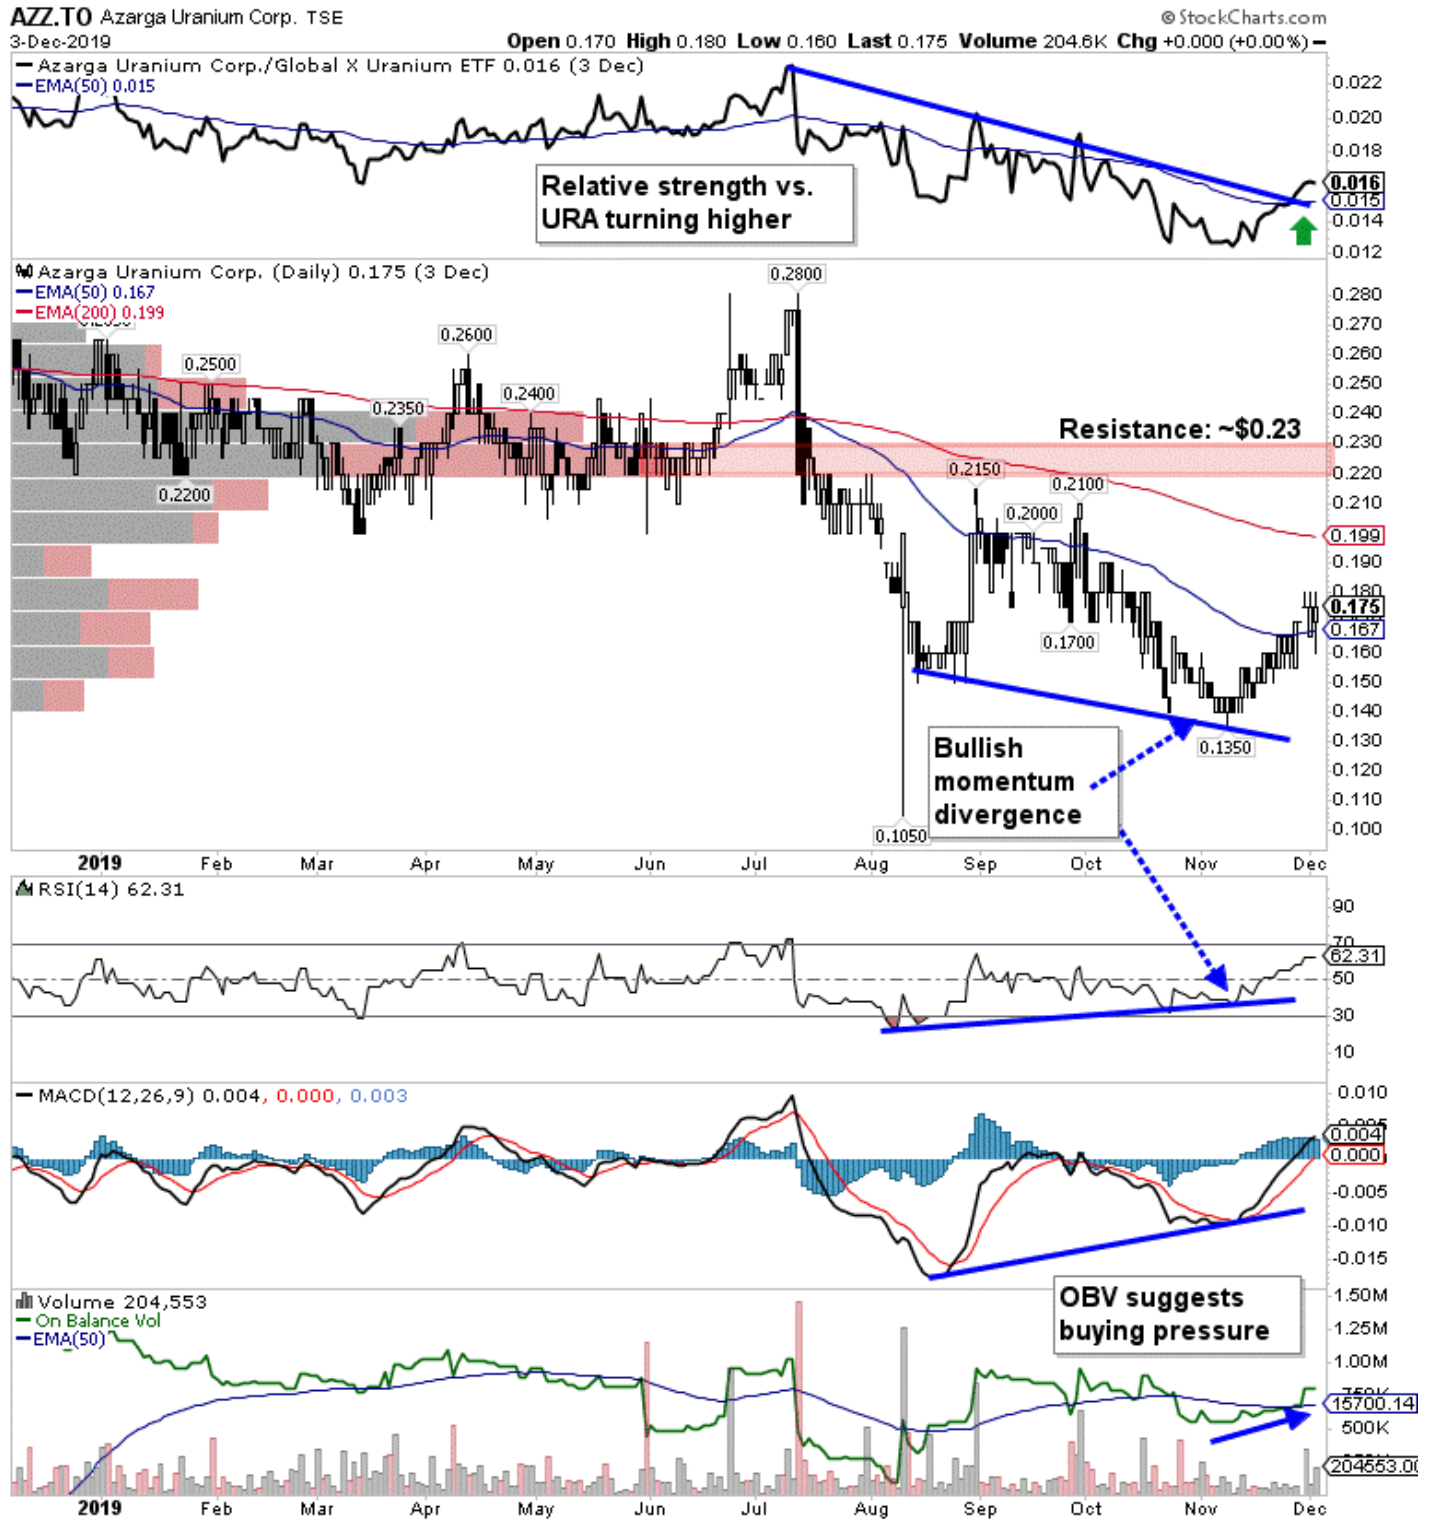 AZZ.TO Azarga Uranium Corp. TSE
© StockCharts.com
3-Dec-2019
Open 0.170 High 0.180 Low 0.160 Last 0.175 Volume 204.6K Chg +0.000 (+0.00%)
Azarga Uranium Corp./Global X Uranium ETF 0.016 (3 Dec)
EMA(50) 0.015
0.022
0.020
0.018
0.016
0.015
0.014
0.012
Relative strength vs.
URA turning higher
Azarga Uranium Corp. (Daily) 0.175 (3 Dec)
EMA(50) 0.167
EMA(200) 0.199
0.2800
0.2600
0.2500
0.2400
0.2350
0.2200
Resistance: ~$0.23
0.2150
0.2100
0.2000
0.1700
0.1350
0.1050
0.280
0.270
0.260
0.250
0.240
0.230
0.220
0.210
0.199
0.190
0.180
0.175
0.167
0.160
0.150
0.140
0.130
0.120
0.110
0.100
Bullish
momentum
divergence
2019 Feb Mar Apr May Jun Jul Aug Sep Oct Nov Dec
RSI(14) 62.31
90
70
62.31
50
30
10
MACD(12,26,9) 0.004, 0.000, 0.003
0.010
0.005
0.004
0.000
-0.005
-0.010
-0.015
Volume 204,553
On Balance Vol
EMA(50)
OBV suggests
buying pressure
1.50M
1.25M
1.00M
750K
15700.14
500K
204553.00
2019 Feb Mar Apr May Jun Jul Aug Sep Oct Nov Dec